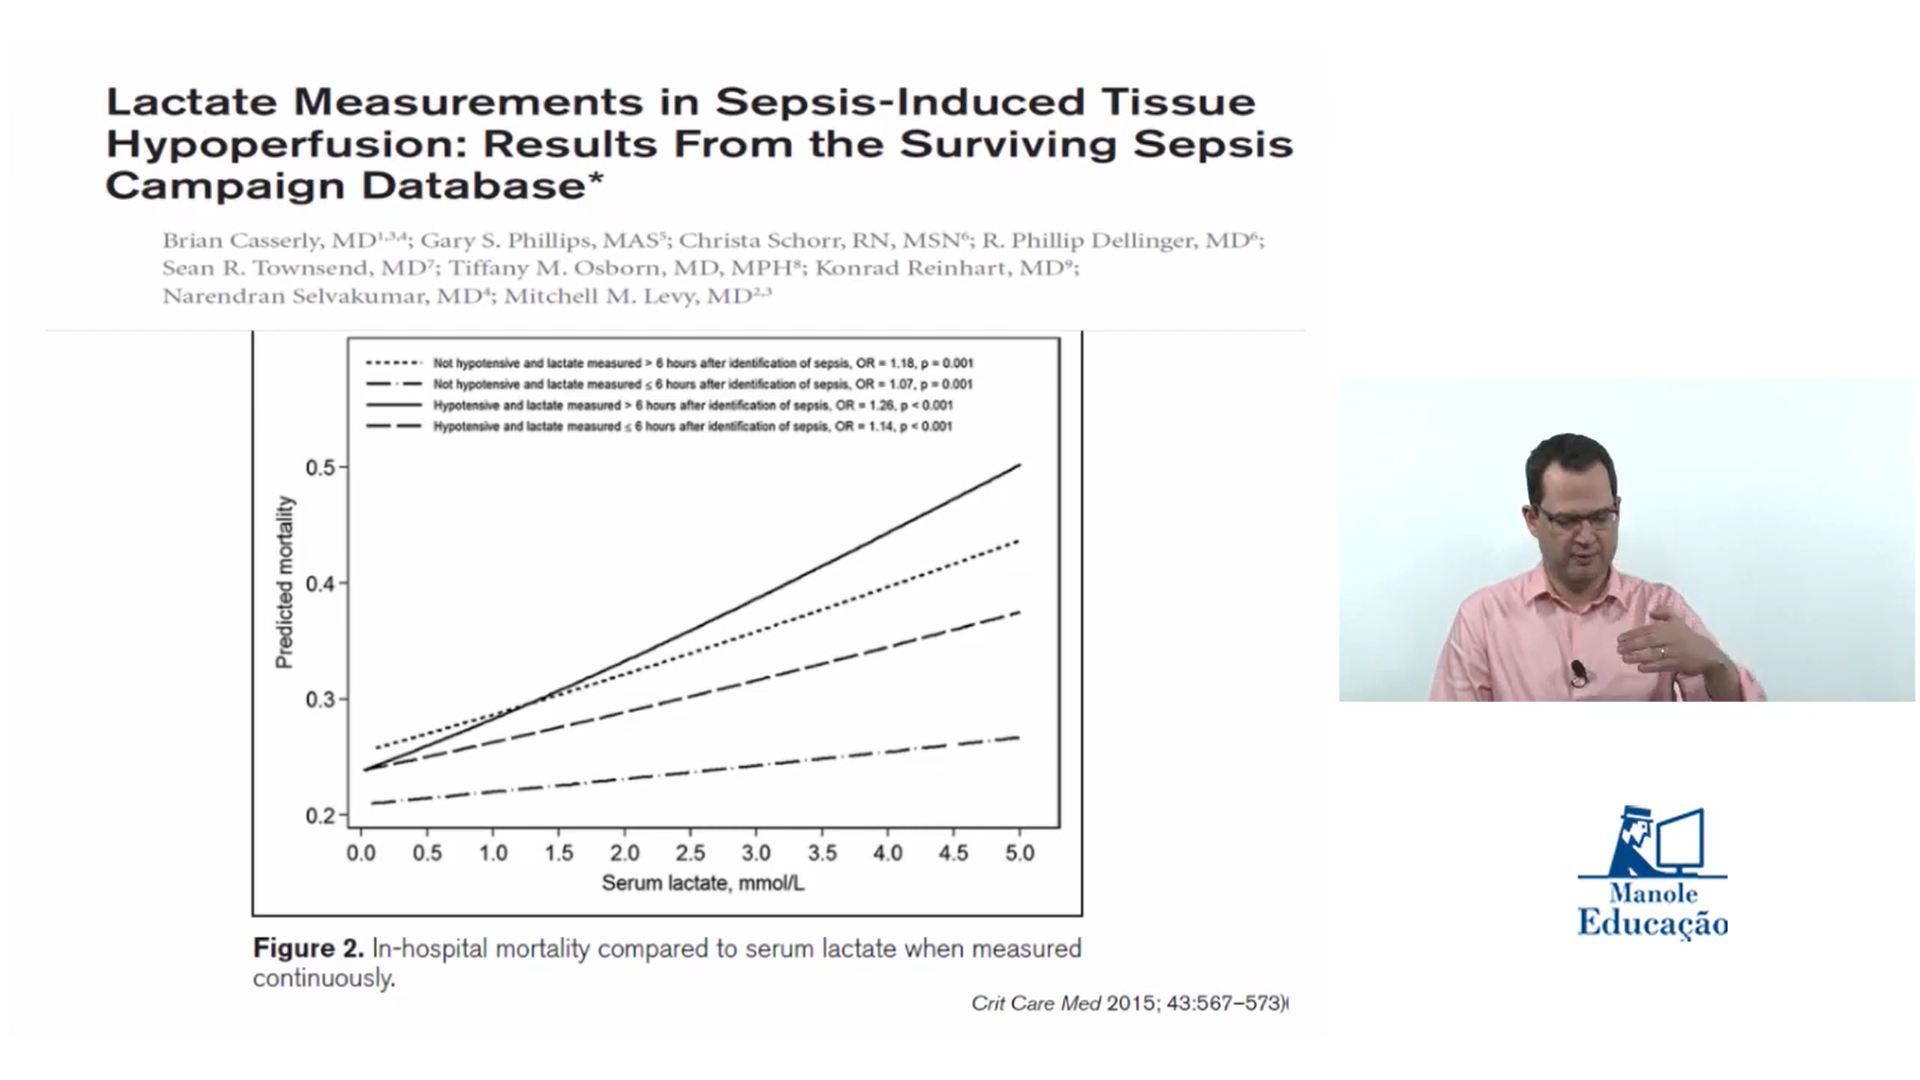 Lactate Measurements in Sepsis-Induced Tissue
Hypoperfusion: Results From the Surviving Sepsis
Campaign Database*
Brian Casserly, MD¹,³,⁴; Gary S. Phillips, MAS⁵; Christa Schorr, RN, MSN⁶; R. Phillip Dellinger, MD⁶;
Sean R. Townsend, MD⁷; Tiffany M. Osborn, MD, MPH⁸; Konrad Reinhart, MD⁹;
Narendran Selvakumar, MD⁴; Mitchell M. Levy, MD²,³
Not hypotensive and lactate measured > 6 hours after identification of sepsis, OR = 1.18, p = 0.001
Not hypotensive and lactate measured ≤ 6 hours after identification of sepsis, OR = 1.07, p = 0.001
Hypotensive and lactate measured > 6 hours after identification of sepsis, OR = 1.26, p < 0.001
Hypotensive and lactate measured ≤ 6 hours after identification of sepsis, OR = 1.14, p < 0.001
Predicted mortality
0.5
0.4
0.3
0.2
0.0 0.5 1.0 1.5 2.0 2.5 3.0 3.5 4.0 4.5 5.0
Serum lactate, mmol/L
Figure 2. In-hospital mortality compared to serum lactate when measured
continuously.
Crit Care Med 2015; 43:567–573)
Manole
Educação